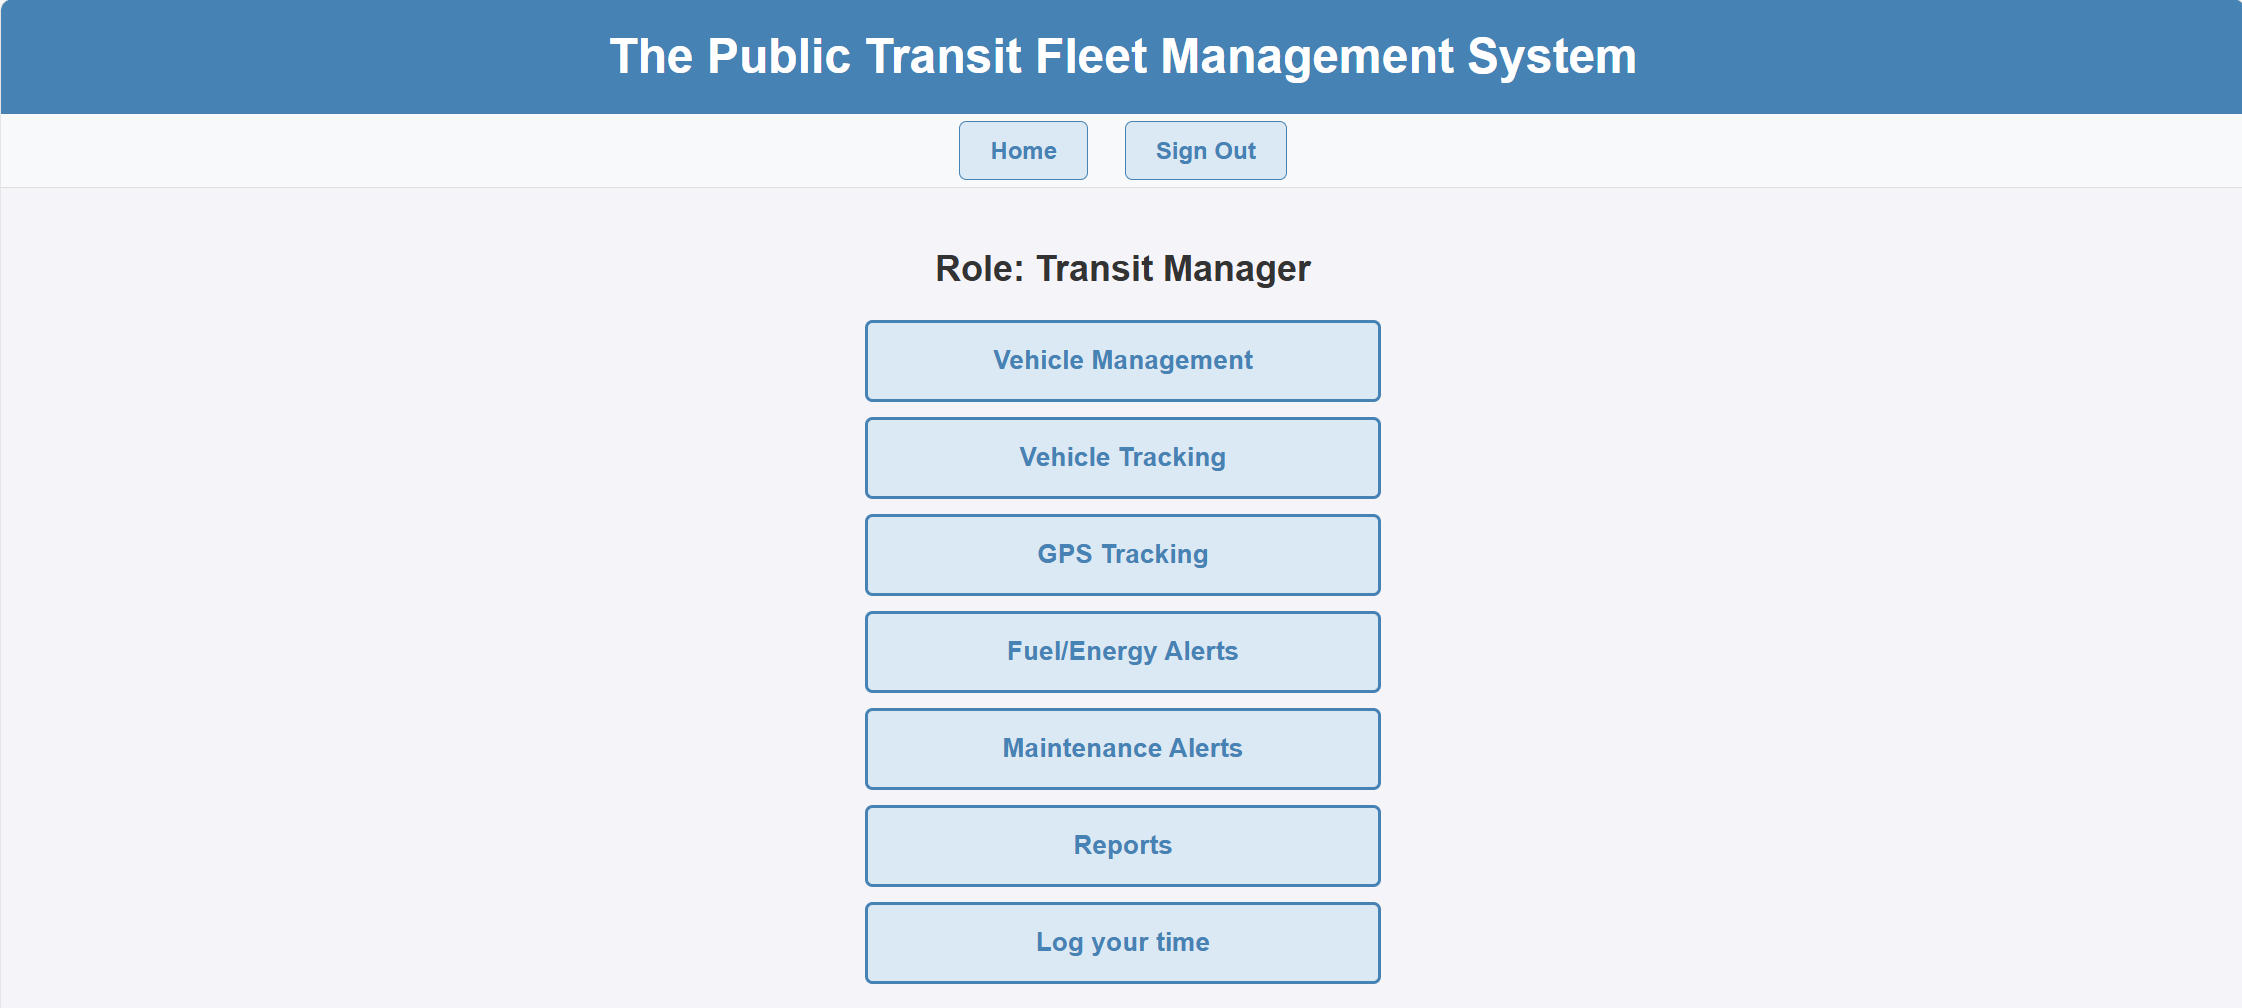 The Public Transit Fleet Management System
Home Sign Out
Role: Transit Manager
Vehicle Management
Vehicle Tracking
GPS Tracking
Fuel/Energy Alerts
Maintenance Alerts
Reports
Log your time